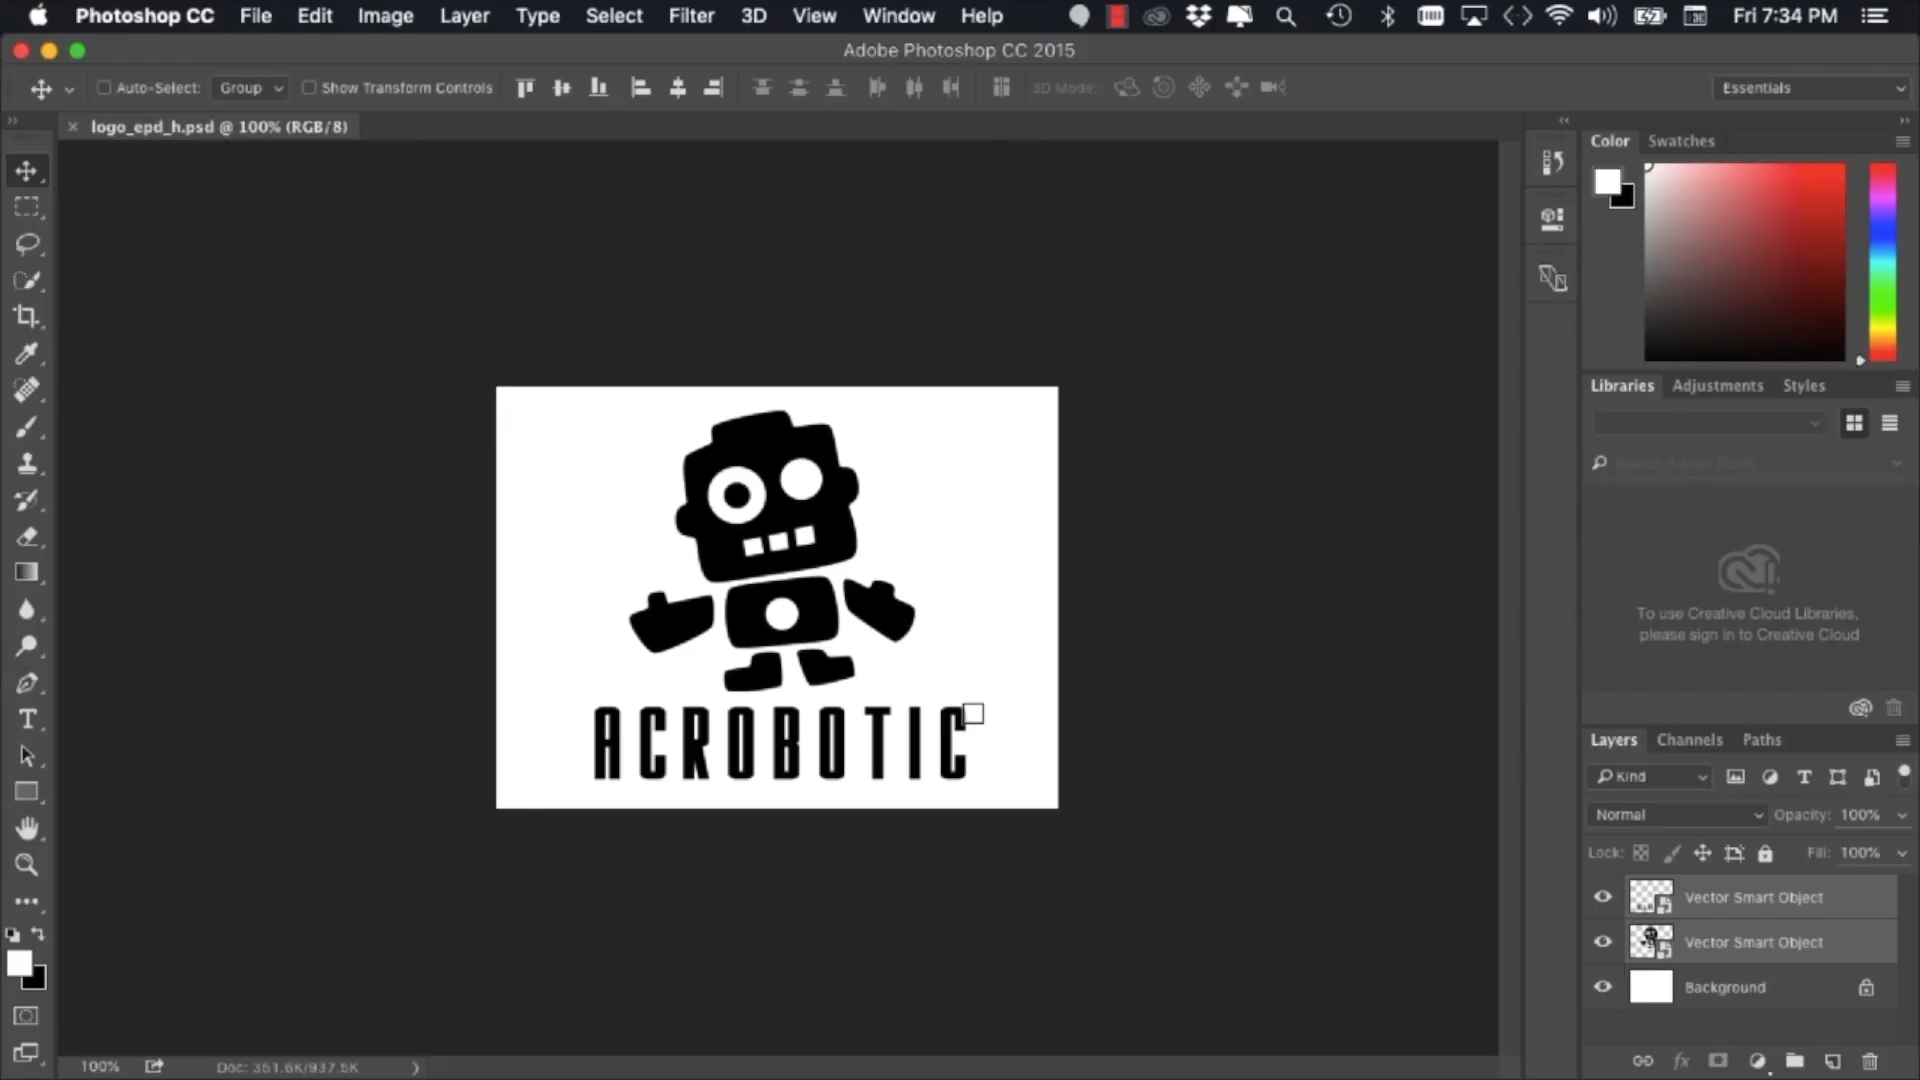 Photoshop CC File Edit Image Layer Type Select Filter 3D View Window Help Fri 7:34 PM
Adobe Photoshop CC 2015
Auto-Select: Group Show Transform Controls 3D Mode: Essentials
logo_epd_h.psd @ 100% (RGB/8)
Color Swatches
Libraries Adjustments Styles
Search Adobe Stock
To use Creative Cloud Libraries,
please sign in to Creative Cloud
ACROBOTIC
Layers Channels Paths
Kind
Normal Opacity: 100%
Lock: Fill: 100%
Vector Smart Object
Vector Smart Object
Background
100% Doc: 351.6K/937.5K